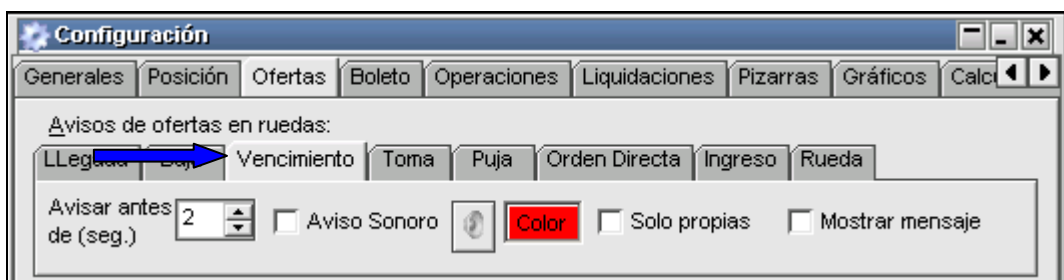 Configuración
Generales Posición Ofertas Boleto Operaciones Liquidaciones Pizarras Gráficos
Avisos de ofertas en ruedas:
Vencimiento Toma Puja Orden Directa Ingreso Rueda
Avisar antes de (seg.) 2 Aviso Sonoro Color Solo propias Mostrar mensaje